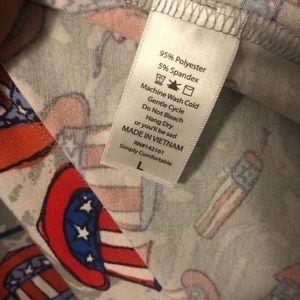 95% Polyester
5% Spandex
Machine Wash Cold
Gentle Cycle
Do Not Bleach
Hang Dry
or you'll be sad
MADE IN VIETNAM
RN#142161
Simply Comfortable
L